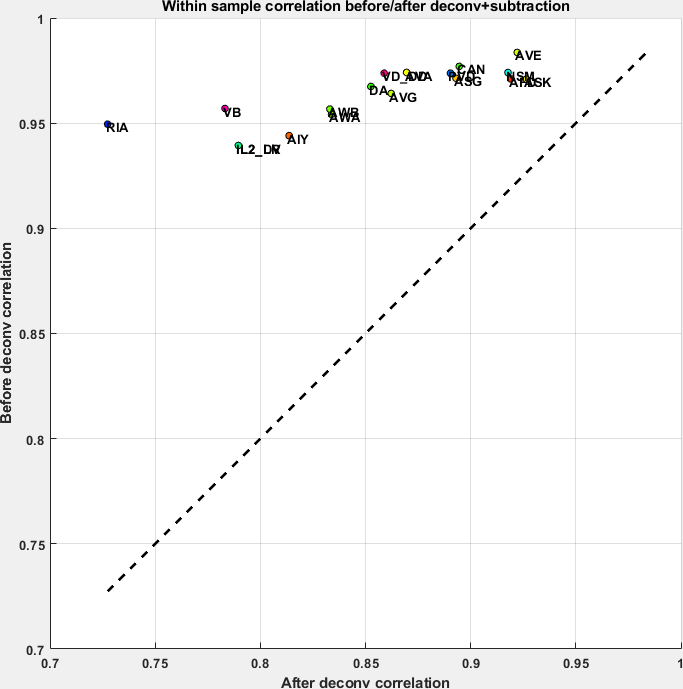 Within sample correlation before/after deconv+subtraction
1
AVE
CAN
ASG
ASK
DA
AVG
VB
AWB
AWA
0.95
RIA
AIY
IL2_DV
0.9
Before deconv correlation
0.85
0.8
0.75
0.7
0.7 0.75 0.8 0.85 0.9 0.95 1
After deconv correlation